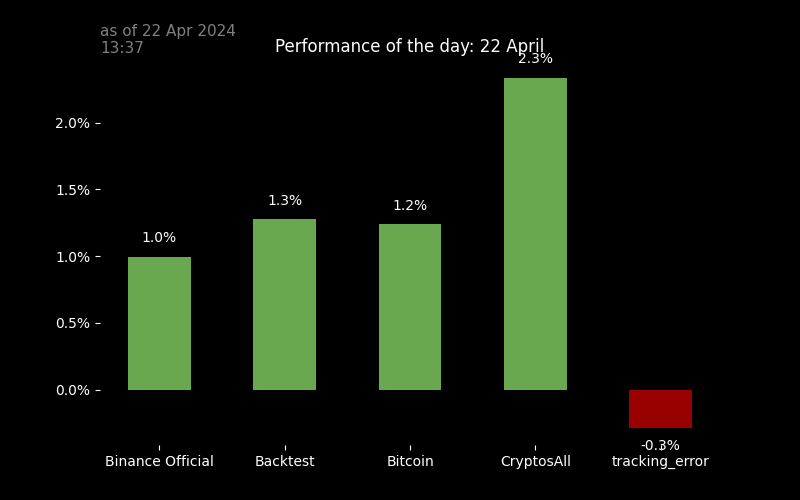 as of 22 Apr 2024
13:37
Performance of the day: 22 April
2.3%
2.0%
1.5%
1.3%
1.2%
1.0%
1.0%
0.5%
0.0%
-0.3%
Binance Official
Backtest
Bitcoin
CryptosAll
tracking_error